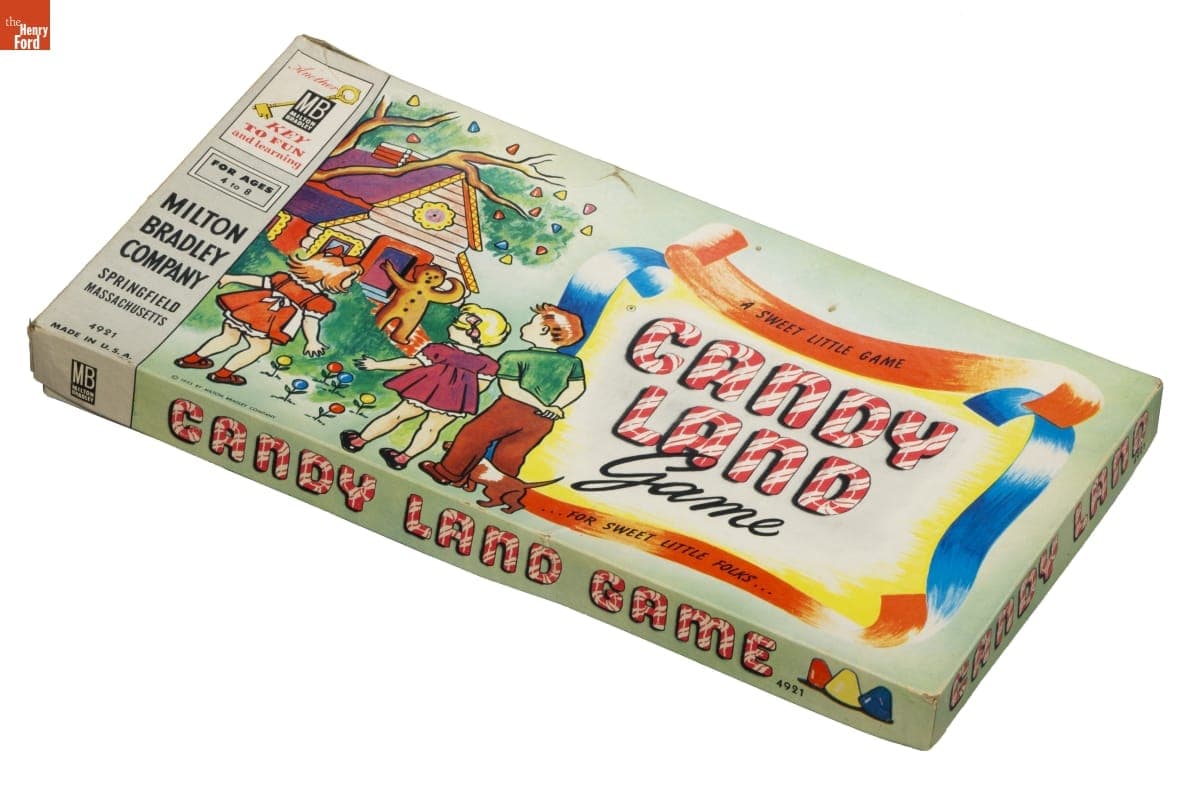 the
Henry
Ford
Another
MB
MILTON
BRADLEY
KEY
TO FUN
and learning
FOR AGES
4 to 8
MILTON
BRADLEY
COMPANY
SPRINGFIELD
MASSACHUSETTS
4921
MADE IN U.S.A.
MB
MILTON
BRADLEY
A SWEET LITTLE GAME
®
CANDY
LAND
Game
...FOR SWEET LITTLE FOLKS...
CANDY LAND GAME
4921
CANDY LAND